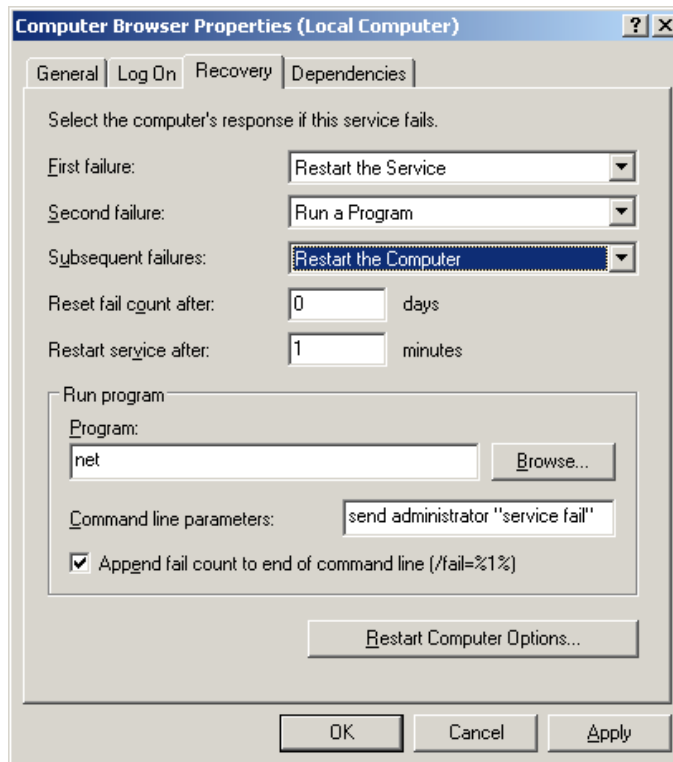 Computer Browser Properties (Local Computer)
General Log On Recovery Dependencies
Select the computer's response if this service fails.
First failure: Restart the Service
Second failure: Run a Program
Subsequent failures: Restart the Computer
Reset fail count after: 0 days
Restart service after: 1 minutes
Run program
Program:
net Browse...
Command line parameters: send administrator "service fail"
Append fail count to end of command line (/fail=%1%)
Restart Computer Options...
OK Cancel Apply